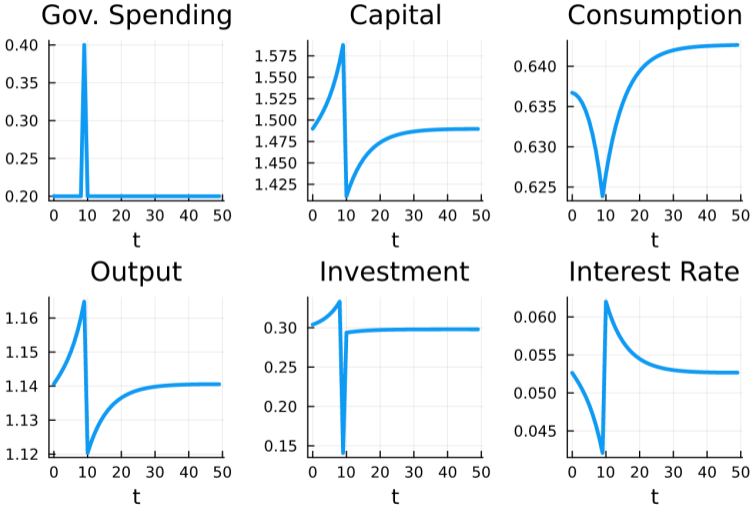 Gov. Spending
0.40
0.35
0.30
0.25
0.20
0 10 20 30 40 50
t
Capital
1.575
1.550
1.525
1.500
1.475
1.450
1.425
0 10 20 30 40 50
t
Consumption
0.640
0.635
0.630
0.625
0 10 20 30 40 50
t
Output
1.16
1.15
1.14
1.13
1.12
0 10 20 30 40 50
t
Investment
0.30
0.25
0.20
0.15
0 10 20 30 40 50
t
Interest Rate
0.060
0.055
0.050
0.045
0 10 20 30 40 50
t